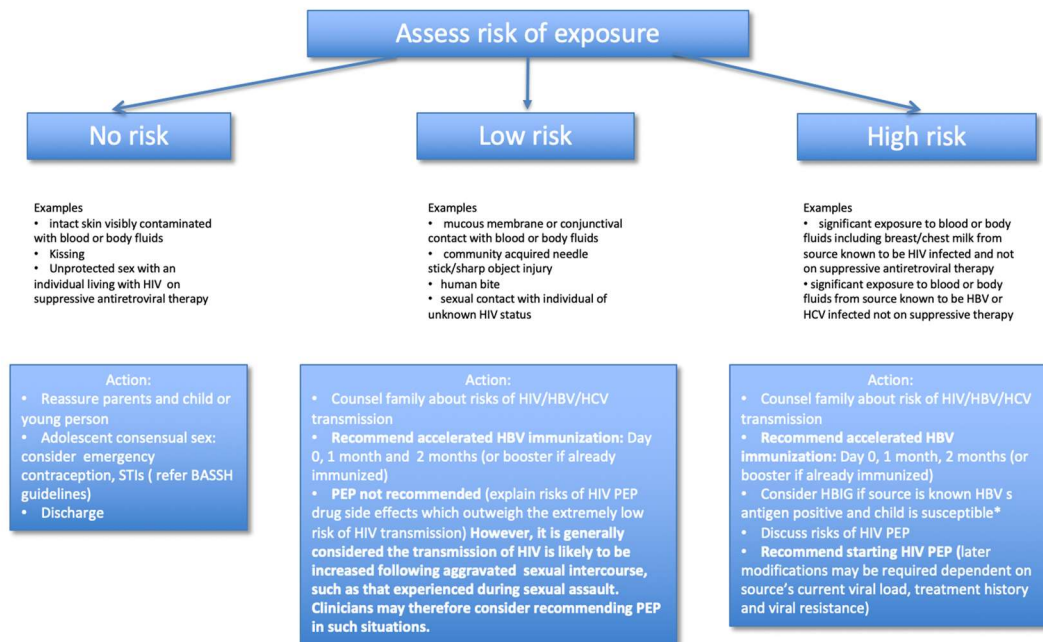 Assess risk of exposure
No risk
Low risk
High risk
Examples
• intact skin visibly contaminated
with blood or body fluids
• Kissing
• Unprotected sex with an
individual living with HIV on
suppressive antiretroviral therapy
Examples
• mucous membrane or conjunctival
contact with blood or body fluids
• community acquired needle
stick/sharp object injury
• human bite
• sexual contact with individual of
unknown HIV status
Examples
• significant exposure to blood or body
fluids including breast/chest milk from
source known to be HIV infected and not
on suppressive antiretroviral therapy
• significant exposure to blood or body
fluids from source known to be HBV or
HCV infected not on suppressive therapy
Action:
• Reassure parents and child or
young person
• Adolescent consensual sex:
consider emergency
contraception, STIs ( refer BASSH
guidelines)
• Discharge
Action:
• Counsel family about risks of HIV/HBV/HCV
transmission
• Recommend accelerated HBV immunization: Day
0, 1 month and 2 months (or booster if already
immunized)
• PEP not recommended (explain risks of HIV PEP
drug side effects which outweigh the extremely low
risk of HIV transmission) However, it is generally
considered the transmission of HIV is likely to be
increased following aggravated sexual intercourse,
such as that experienced during sexual assault.
Clinicians may therefore consider recommending PEP
in such situations.
Action:
• Counsel family about risk of HIV/HBV/HCV
transmission
• Recommend accelerated HBV
immunization: Day 0, 1 month, 2 months (or
booster if already immunized)
• Consider HBIG if source is known HBV s
antigen positive and child is susceptible*
• Discuss risks of HIV PEP
• Recommend starting HIV PEP (later
modifications may be required dependent on
source's current viral load, treatment history
and viral resistance)